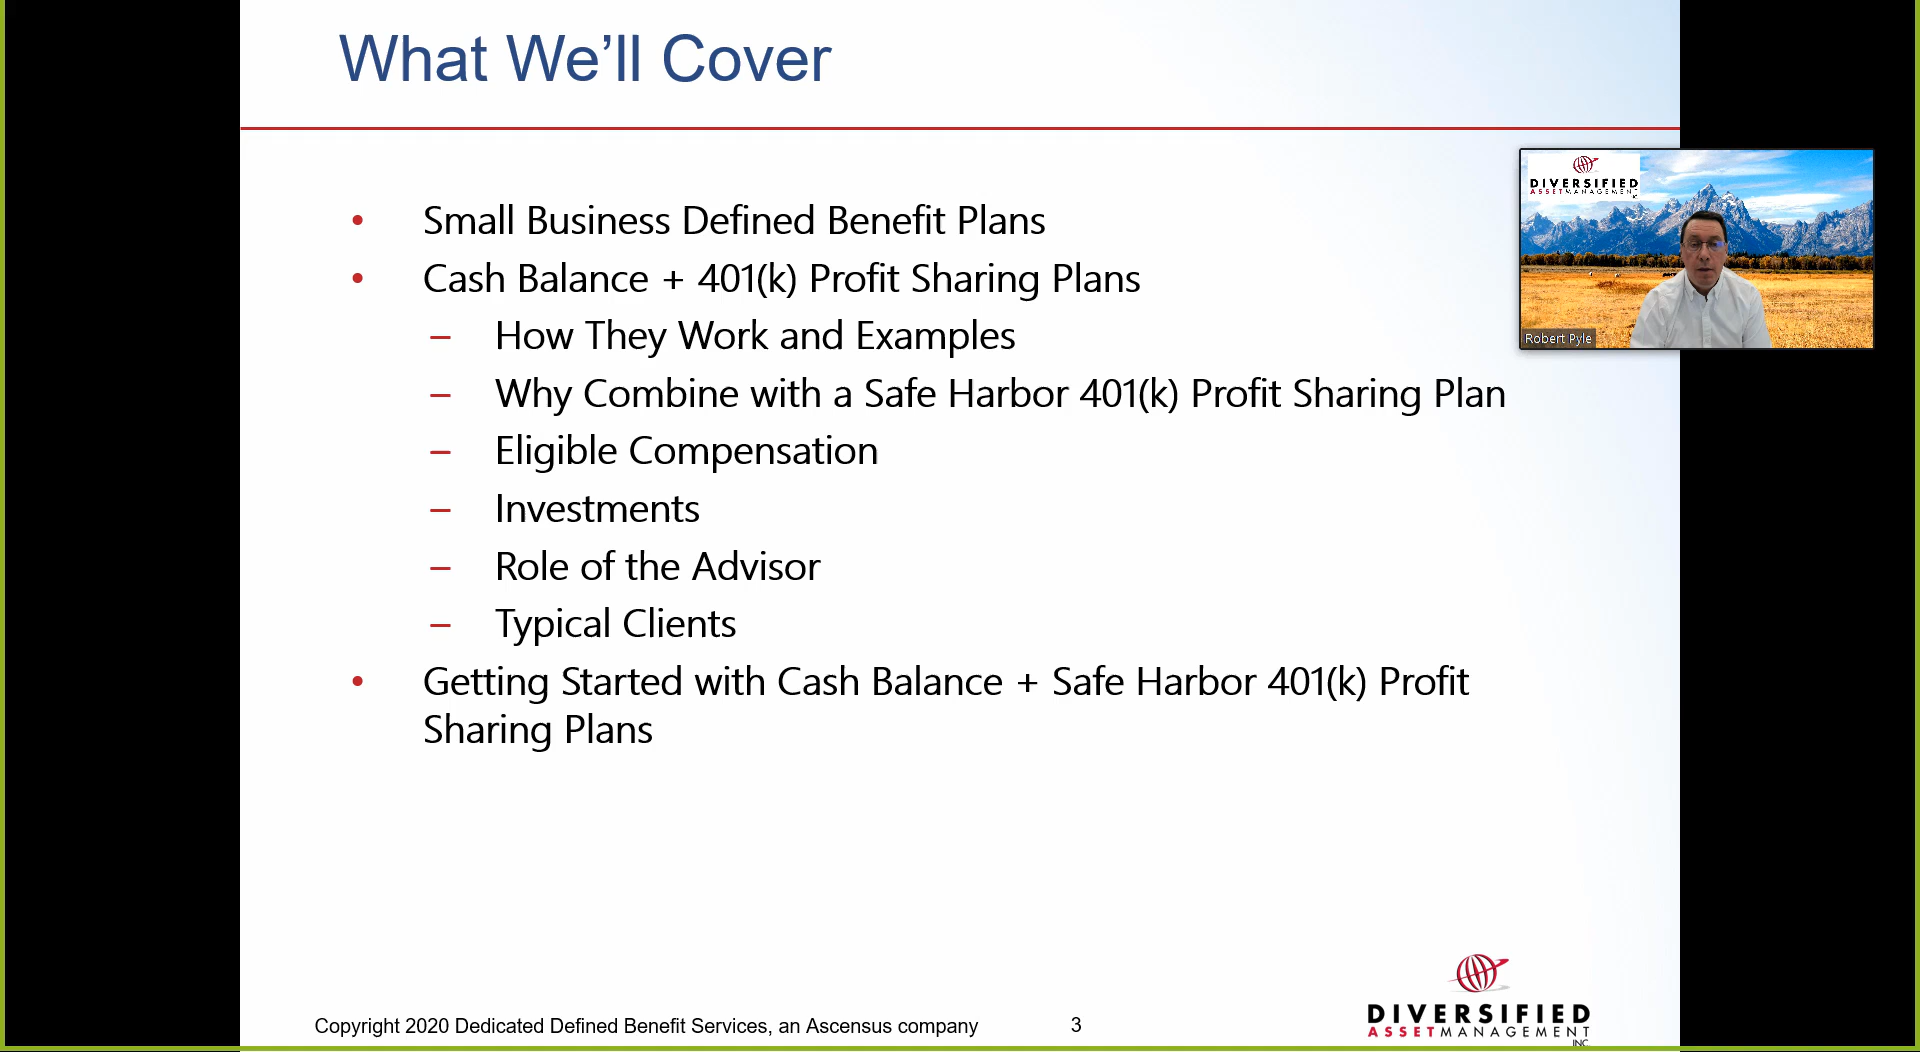 What We’ll Cover
• Small Business Defined Benefit Plans
• Cash Balance + 401(k) Profit Sharing Plans
– How They Work and Examples
– Why Combine with a Safe Harbor 401(k) Profit Sharing Plan
– Eligible Compensation
– Investments
– Role of the Advisor
– Typical Clients
• Getting Started with Cash Balance + Safe Harbor 401(k) Profit
Sharing Plans
DIVERSIFIED
ASSETMANAGEMENT
Robert Pyle
Copyright 2020 Dedicated Defined Benefit Services, an Ascensus company
3
DIVERSIFIED
ASSETMANAGEMENT
INC.